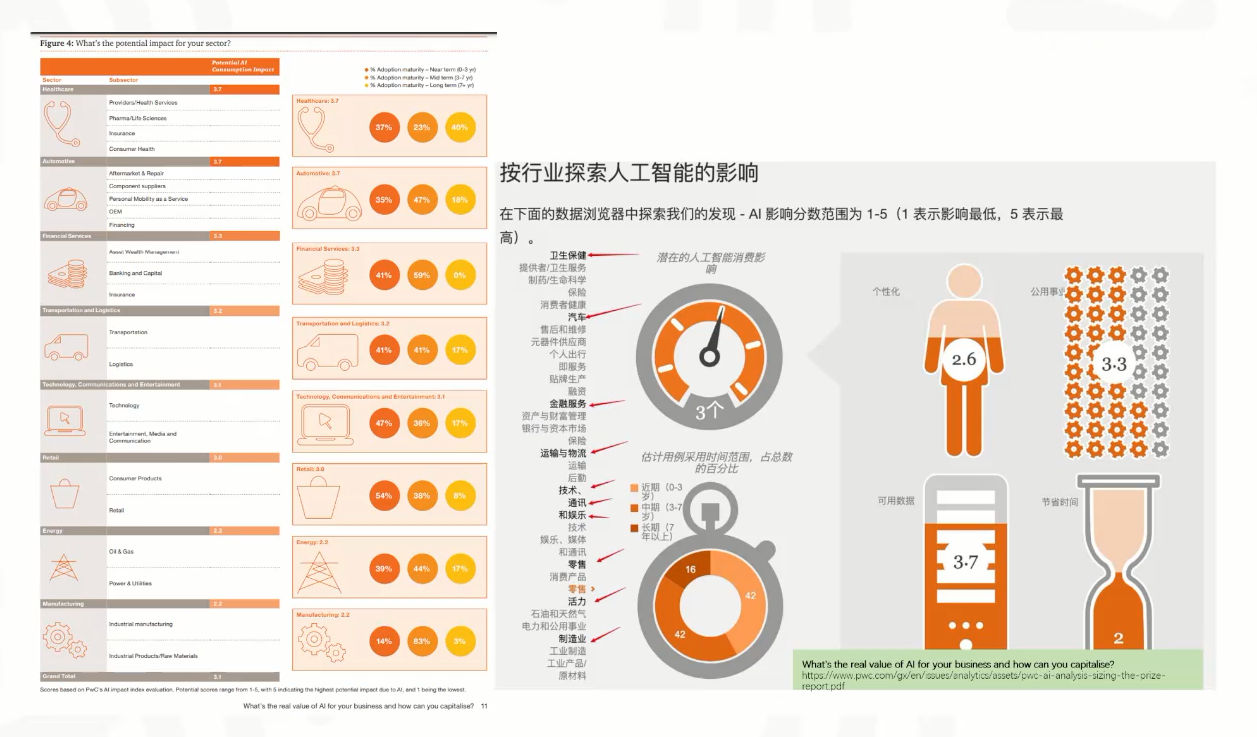 Figure 4: What's the potential impact for your sector?
Potential AI
Consumption Impact
Sector Subsector
Healthcare 3.7
Providers/Health Services
Pharma/Life Sciences
Insurance
Consumer Health
Automotive 3.7
Aftermarket & Repair
Component suppliers
Personal Mobility as a Service
OEM
Financing
Financial Services 3.3
Asset Wealth Management
Banking and Capital
Insurance
Transportation and Logistics 3.2
Transportation
Logistics
Technology, Communications and Entertainment 3.1
Technology
Entertainment, Media and
Communication
Retail 3.0
Consumer Products
Retail
Energy 2.2
Oil & Gas
Power & Utilities
Manufacturing 2.2
Industrial manufacturing
Industrial Products/Raw Materials
Grand Total 3.1
% Adoption maturity – Near term (0-3 yr)
% Adoption maturity – Mid term (3-7 yr)
% Adoption maturity – Long term (7+ yr)
Healthcare: 3.7
37% 23% 40%
Automotive: 3.7
35% 47% 18%
Financial Services: 3.3
41% 59% 0%
Transportation and Logistics: 3.2
41% 41% 17%
Technology, Communications and Entertainment: 3.1
47% 36% 17%
Retail: 3.0
54% 38% 8%
Energy: 2.2
39% 44% 17%
Manufacturing: 2.2
14% 83% 3%
Scores based on PwC's AI impact index evaluation. Potential scores range from 1-5, with 5 indicating the highest potential impact due to AI, and 1 being the lowest.
What's the real value of AI for your business and how can you capitalise? 11
按行业探索人工智能的影响
在下面的数据浏览器中探索我们的发现 - AI 影响分数范围为 1-5（1 表示影响最低，5 表示最
高）。
卫生保健
提供者/卫生服务
制药/生命科学
保险
消费者健康
汽车
售后和维修
元器件供应商
个人出行
即服务
贴牌生产
融资
金融服务
资产与财富管理
银行与资本市场
保险
运输与物流
运输
后勤
技术、
通讯
和娱乐
技术
娱乐、媒体
和通讯
零售
消费产品
零售 ›
活力
石油和天然气
电力和公用事业
制造业
工业制造
工业产品/
原材料
潜在的人工智能消费影
响
3个
估计用例采用时间范围，占总数
的百分比
近期（0-3
岁）
中期（3-7
岁）
长期（7
年以上）
16
42
42
个性化
2.6
公用事业
3.3
可用数据
3.7
节省时间
2
What's the real value of AI for your business and how can you capitalise?
https://www.pwc.com/gx/en/issues/analytics/assets/pwc-ai-analysis-sizing-the-prize-
report.pdf